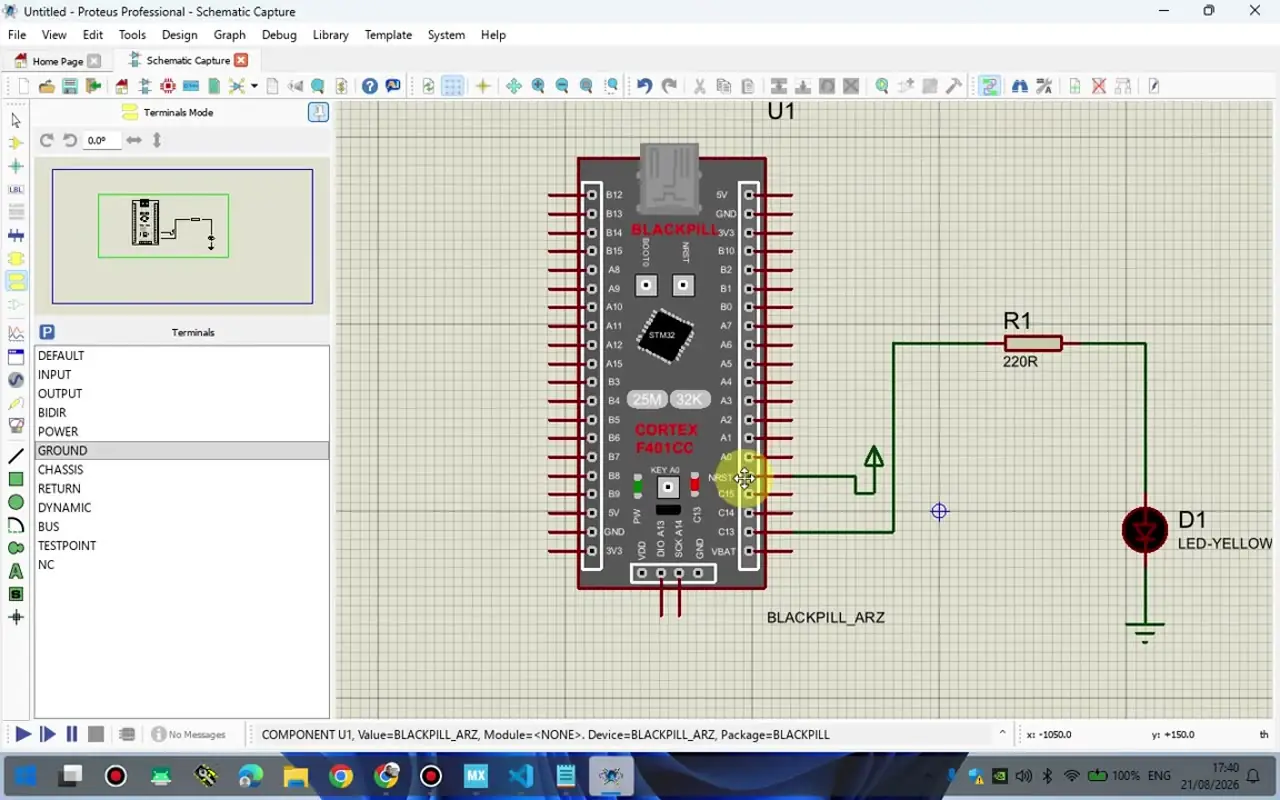 Untitled - Proteus Professional - Schematic Capture
File View Edit Tools Design Graph Debug Library Template System Help
Home Page Schematic Capture
Terminals Mode
0.0°
LBL
P Terminals
DEFAULT
INPUT
OUTPUT
BIDIR
POWER
GROUND
CHASSIS
RETURN
DYNAMIC
BUS
TESTPOINT
NC
U1
B12 5V
B13 GND
B14 BLACKPILL 3V3
B15 BOOT0 NRST B10
A8 B2
A9 B1
A10 B0
A11 A7
A12 STM32 A6
A15 A5
B3 A4
B4 25M 32K A3
B5 CORTEX A2
B6 F401CC A1
B7 A0
B8 KEY A0 NRST
B9 C15
5V PW C13 C14
GND C13
3V3 VDD DIO A13 SCK A14 GND VBAT
BLACKPILL_ARZ
R1
220R
D1
LED-YELLOW
No Messages COMPONENT U1, Value=BLACKPILL_ARZ, Module=<NONE>. Device=BLACKPILL_ARZ, Package=BLACKPILL x: -1050.0 y: +150.0 th
MX 100% ENG 17:40
21/08/2026